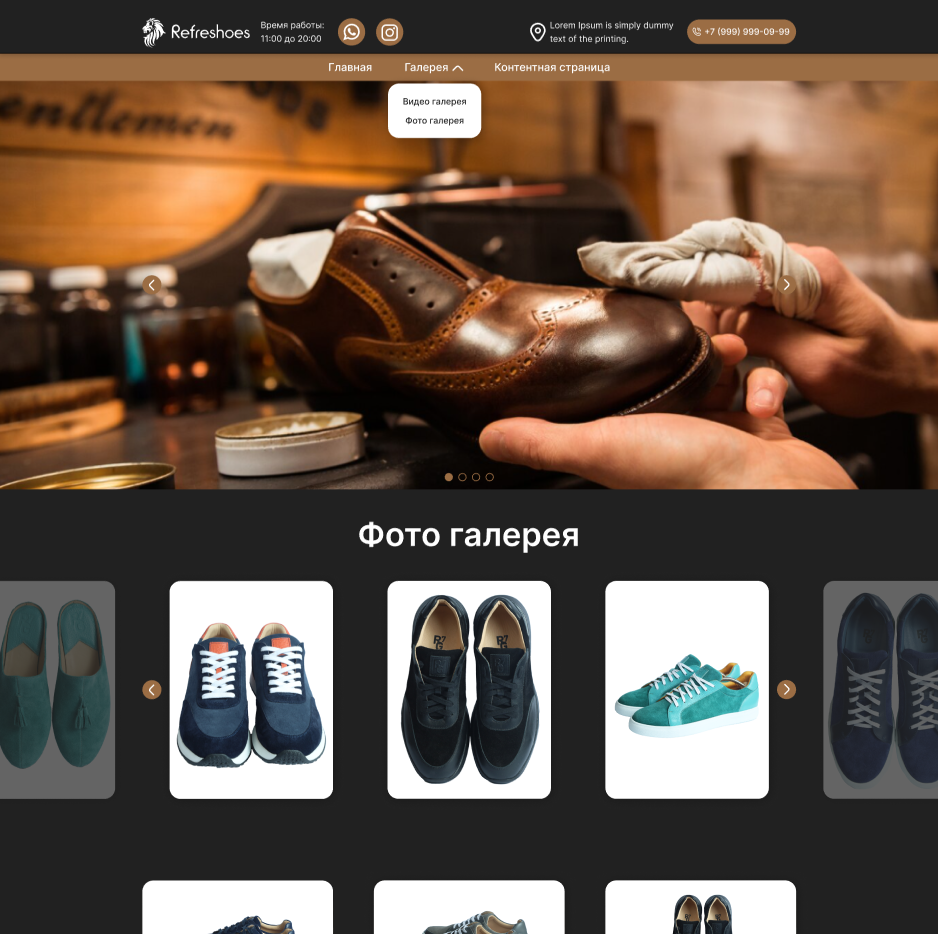 Refreshoes
Время работы:
11:00 до 20:00
Lorem Ipsum is simply dummy
text of the printing.
+7 (999) 999-09-99
Главная
Галерея
Контентная страница
Видео галерея
Фото галерея
entlemen
Фото галерея